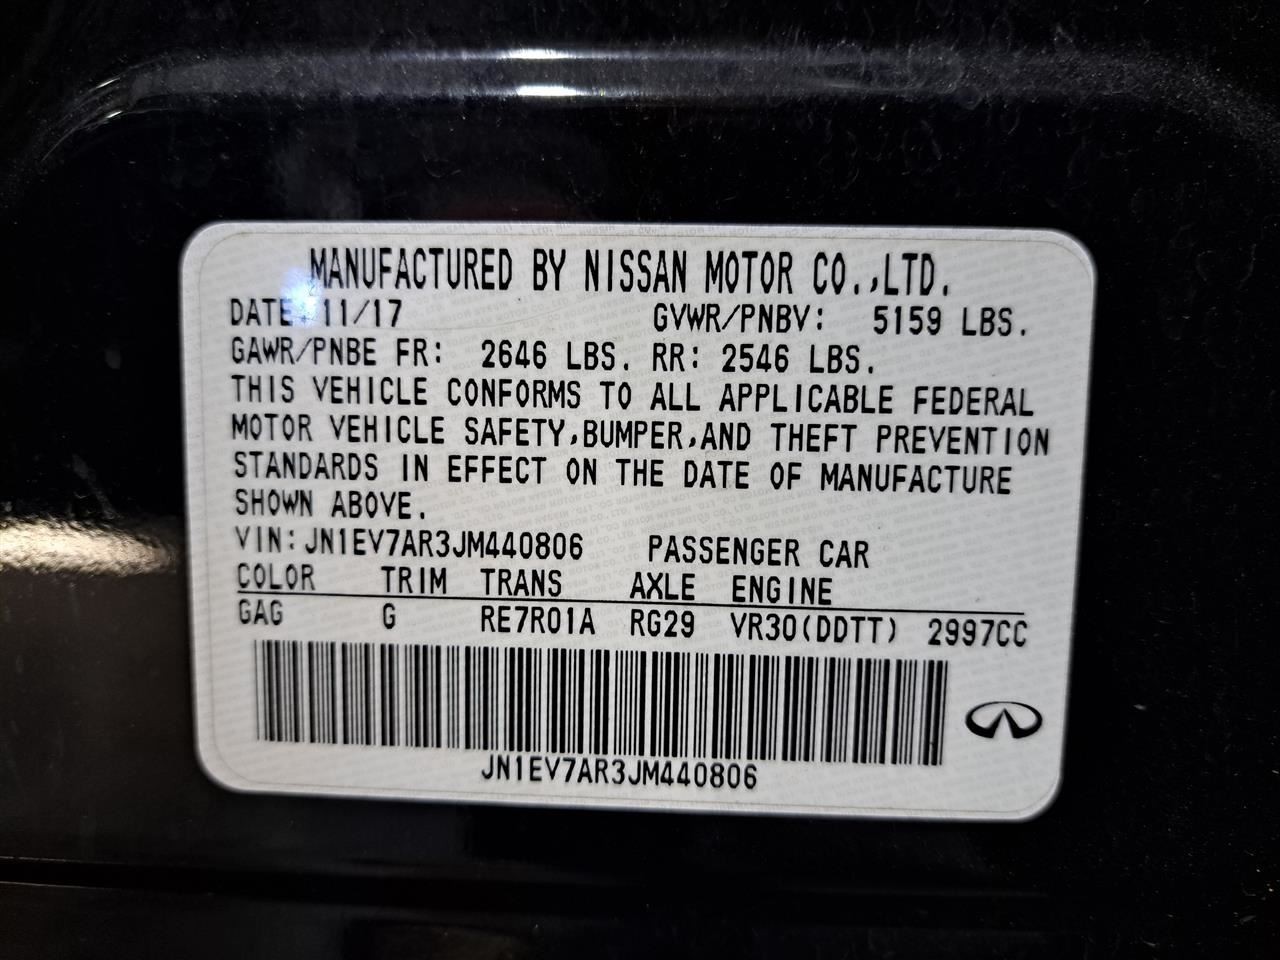 MANUFACTURED BY NISSAN MOTOR CO.,LTD.
DATE: 11/17 GVWR/PNBV: 5159 LBS.
GAWR/PNBE FR: 2646 LBS. RR: 2546 LBS.
THIS VEHICLE CONFORMS TO ALL APPLICABLE FEDERAL
MOTOR VEHICLE SAFETY,BUMPER,AND THEFT PREVENTION
STANDARDS IN EFFECT ON THE DATE OF MANUFACTURE
SHOWN ABOVE.
VIN:JN1EV7AR3JM440806 PASSENGER CAR
COLOR TRIM TRANS AXLE ENGINE
GAG G RE7R01A RG29 VR30(DDTT) 2997CC
JN1EV7AR3JM440806